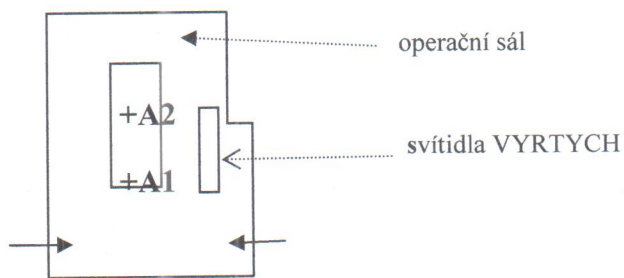 operační sál
+A2
svítidla VYRTYCH
+A1